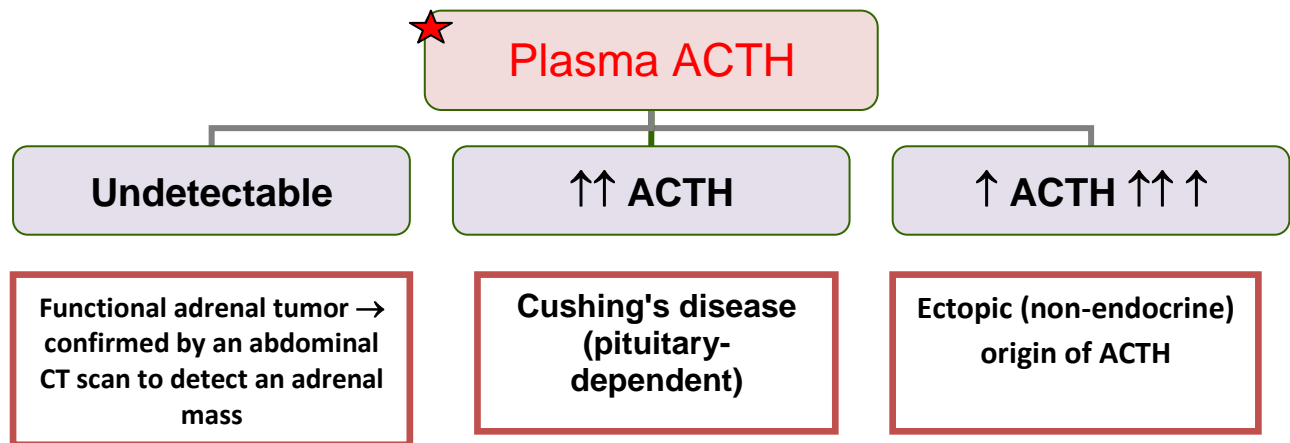 Plasma ACTH
Undetectable
↑↑ ACTH
↑ ACTH ↑↑ ↑
Functional adrenal tumor →
confirmed by an abdominal
CT scan to detect an adrenal
mass
Cushing's disease
(pituitary-
dependent)
Ectopic (non-endocrine)
origin of ACTH